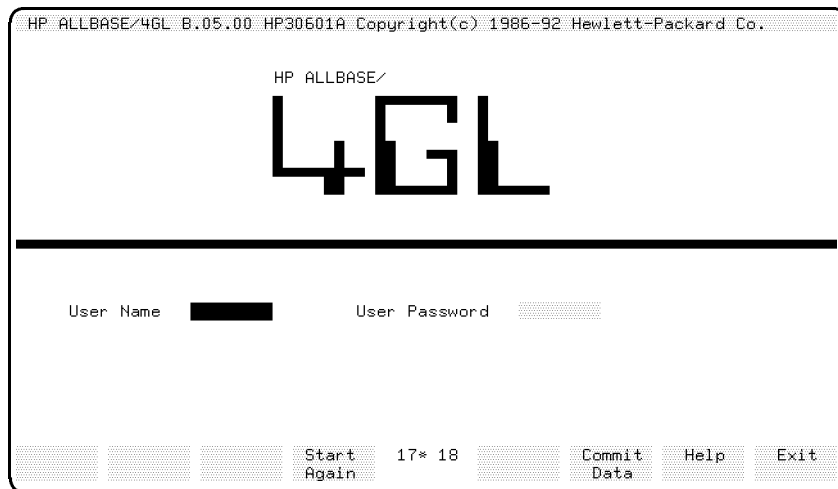 HP ALLBASE/4GL B.05.00 HP30601A Copyright(c) 1986-92 Hewlett-Packard Co.
HP ALLBASE/
4GL
User Name User Password
Start Again 17* 18 Commit Data Help Exit